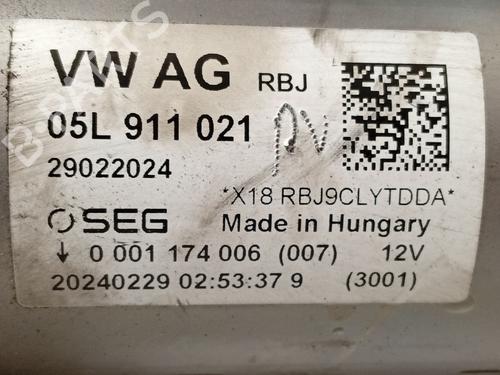 VW AG RBJ
05L 911 021
29022024
*X18 RBJ9CLYTDDA*
SEG Made in Hungary
↓ 0 001 174 006 (007) 12V
20240229 02:53:37 9 (3001)